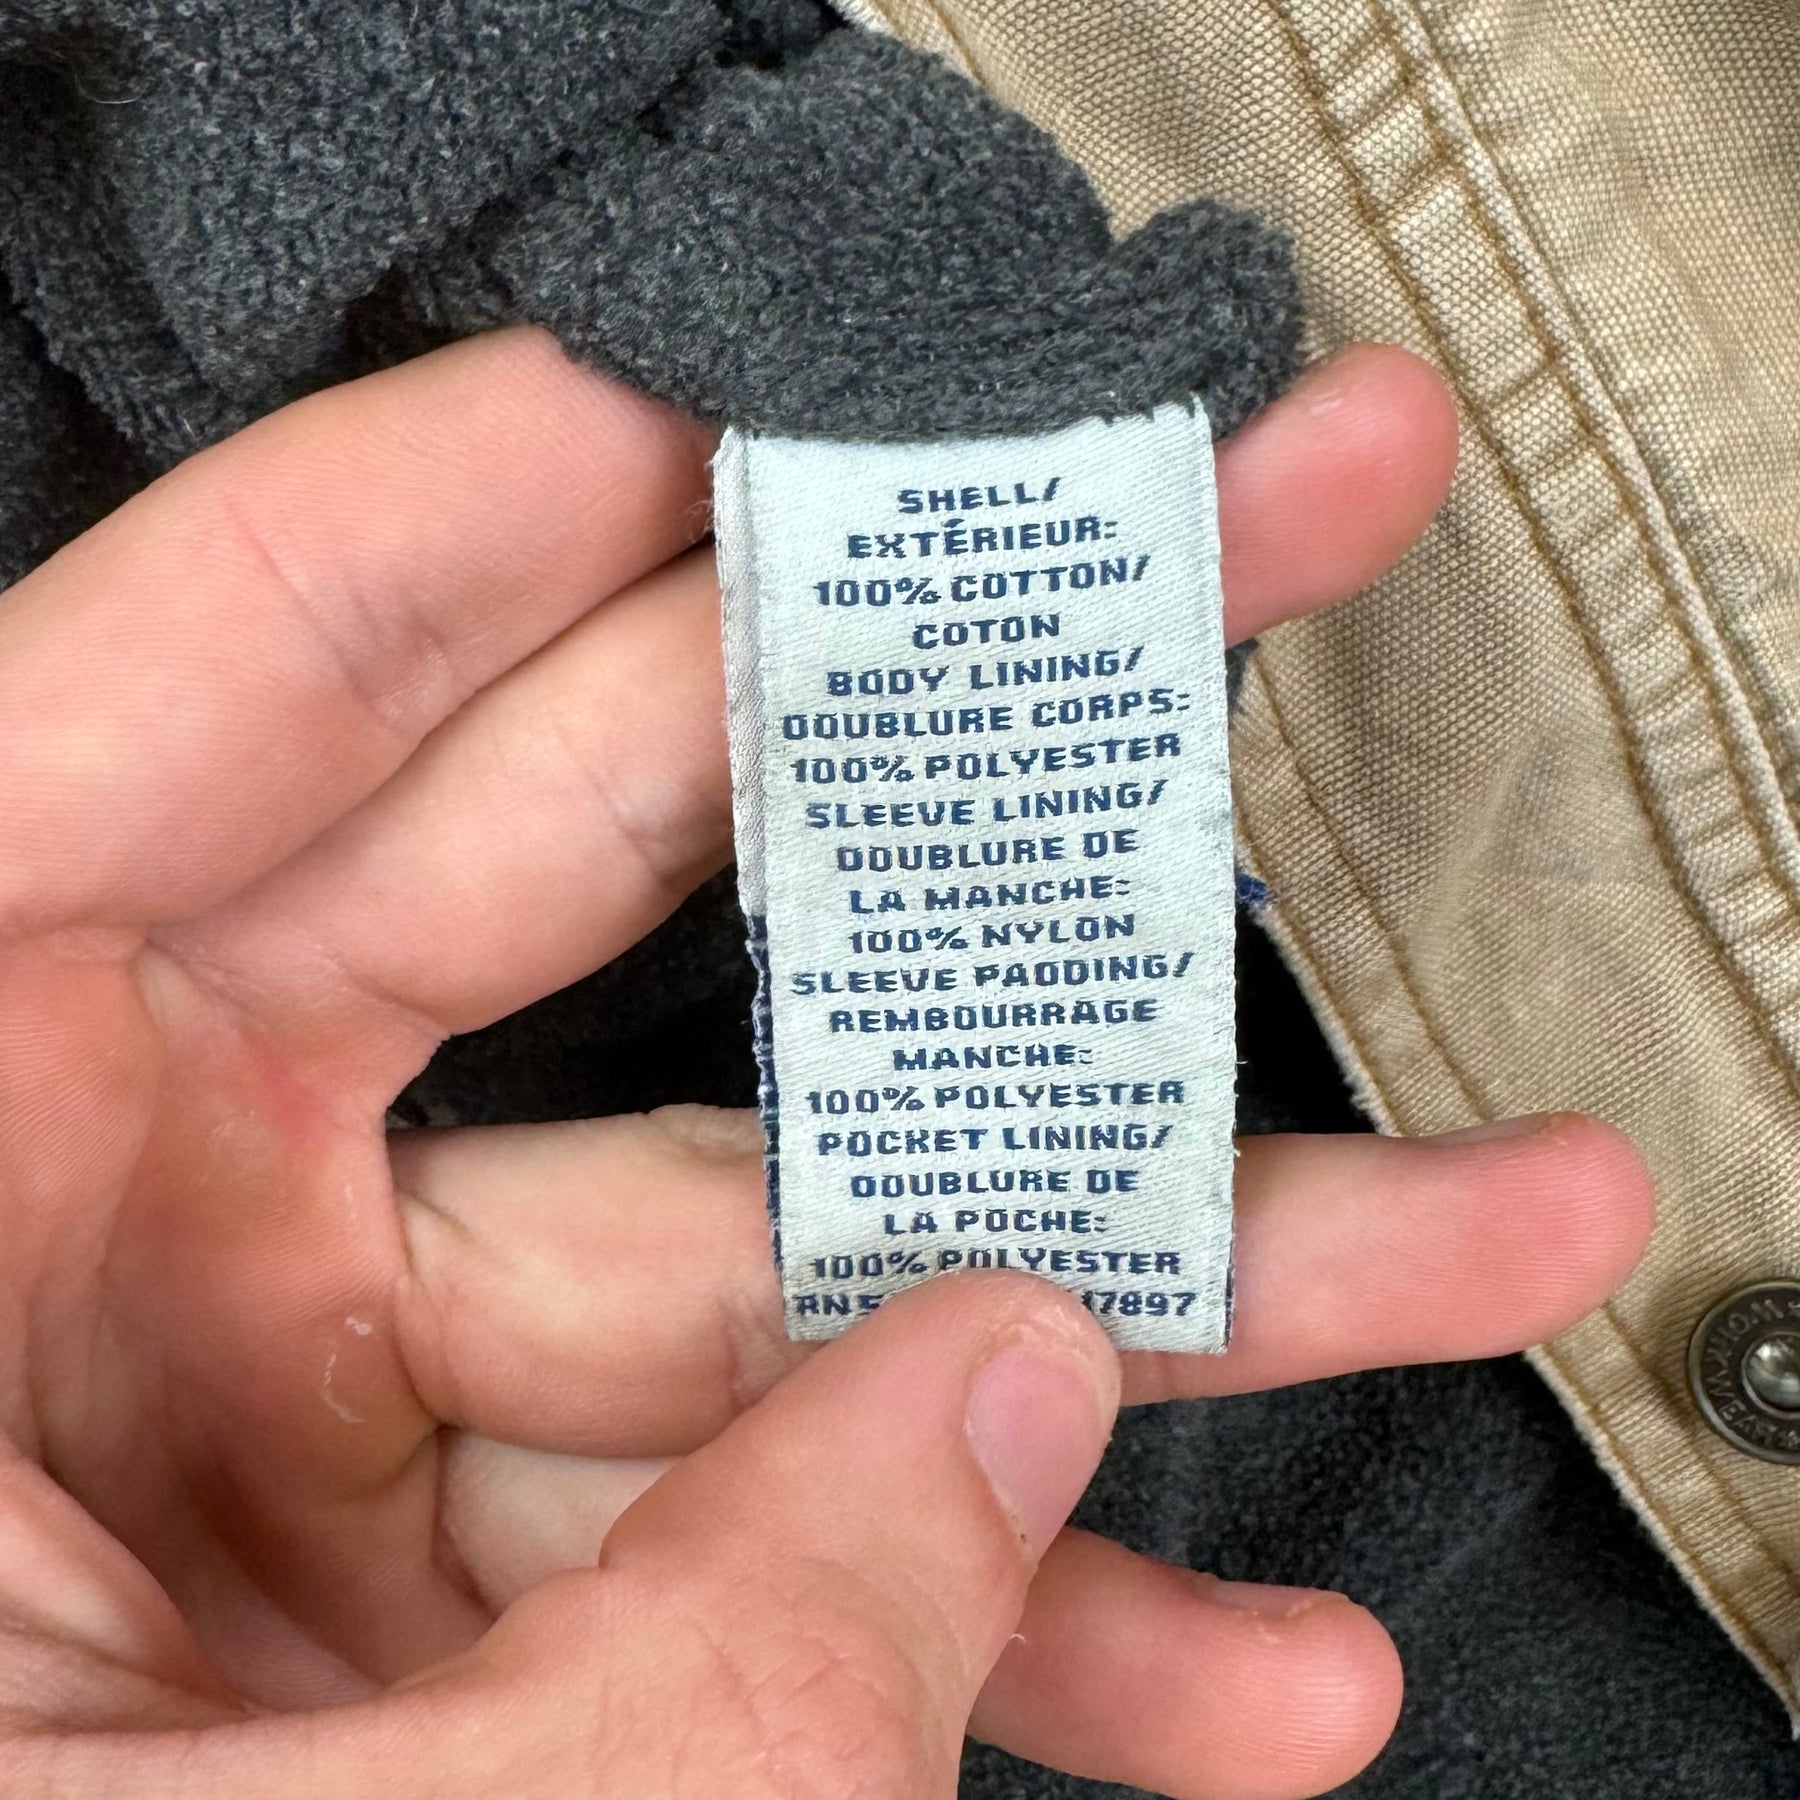 SHELL/
EXTÉRIEUR:
100% COTTON/
COTON
BODY LINING/
DOUBLURE CORPS:
100% POLYESTER
SLEEVE LINING/
DOUBLURE DE
LA MANCHE:
100% NYLON
SLEEVE PADDING/
REMBOURRAGE
MANCHE:
100% POLYESTER
POCKET LINING/
DOUBLURE DE
LA POCHE:
100% POLYESTER
RN